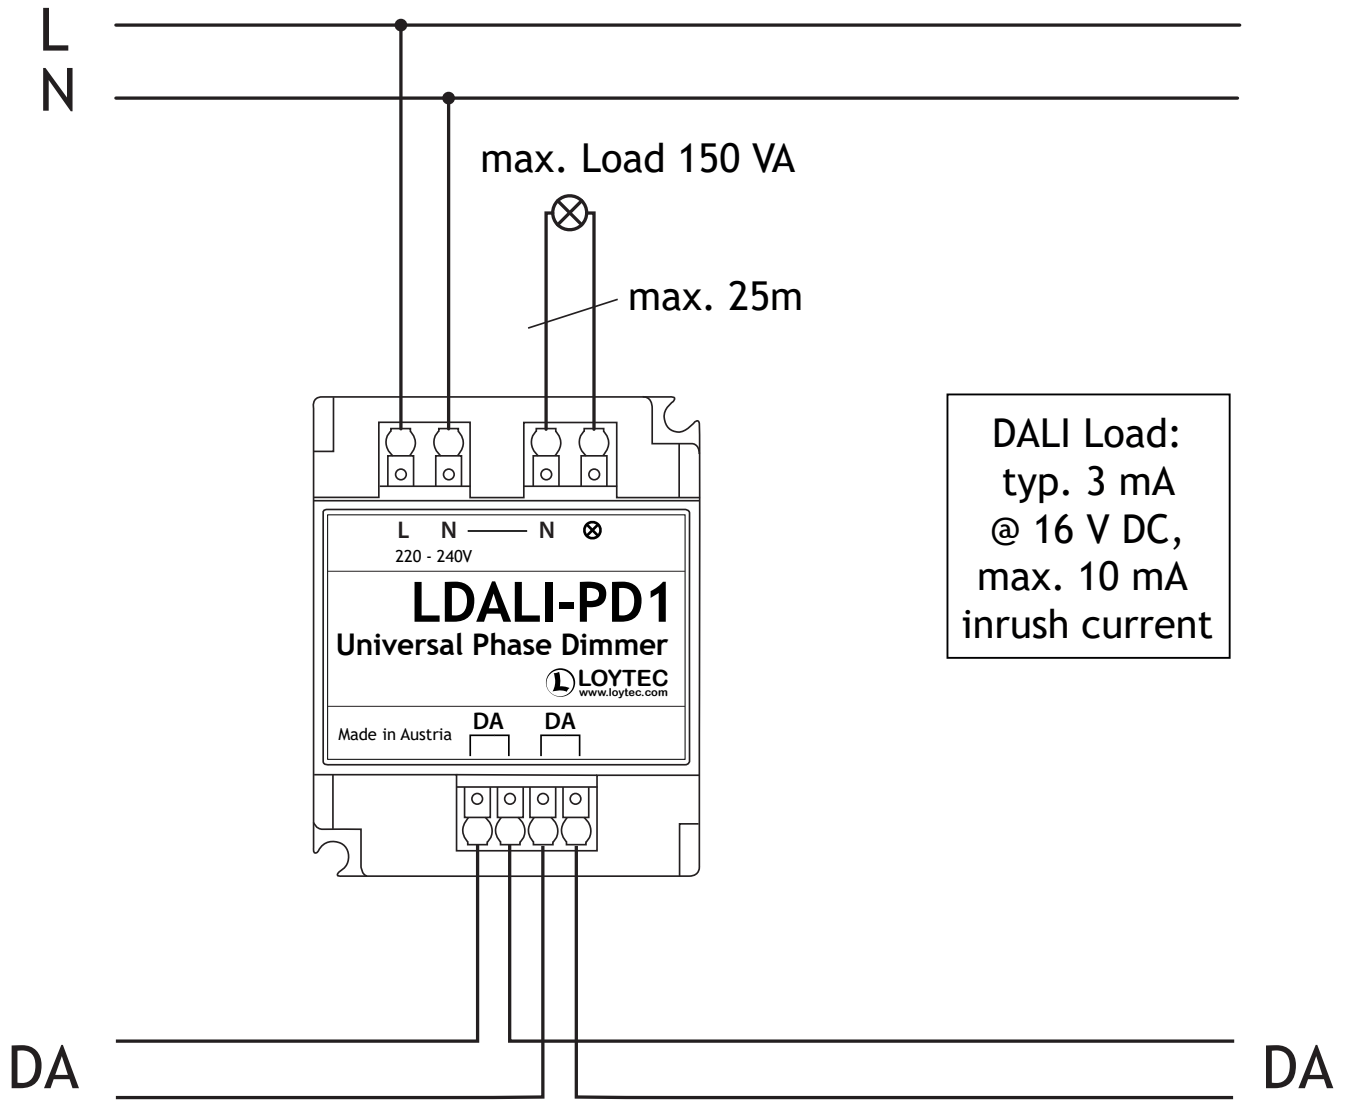 L
N
max. Load 150 VA
max. 25m
DALI Load:
typ. 3 mA
@ 16 V DC,
max. 10 mA
inrush current
L N N
220 - 240V
LDALI-PD1
Universal Phase Dimmer
L LOYTEC
www.loytec.com
DA DA
Made in Austria
DA DA